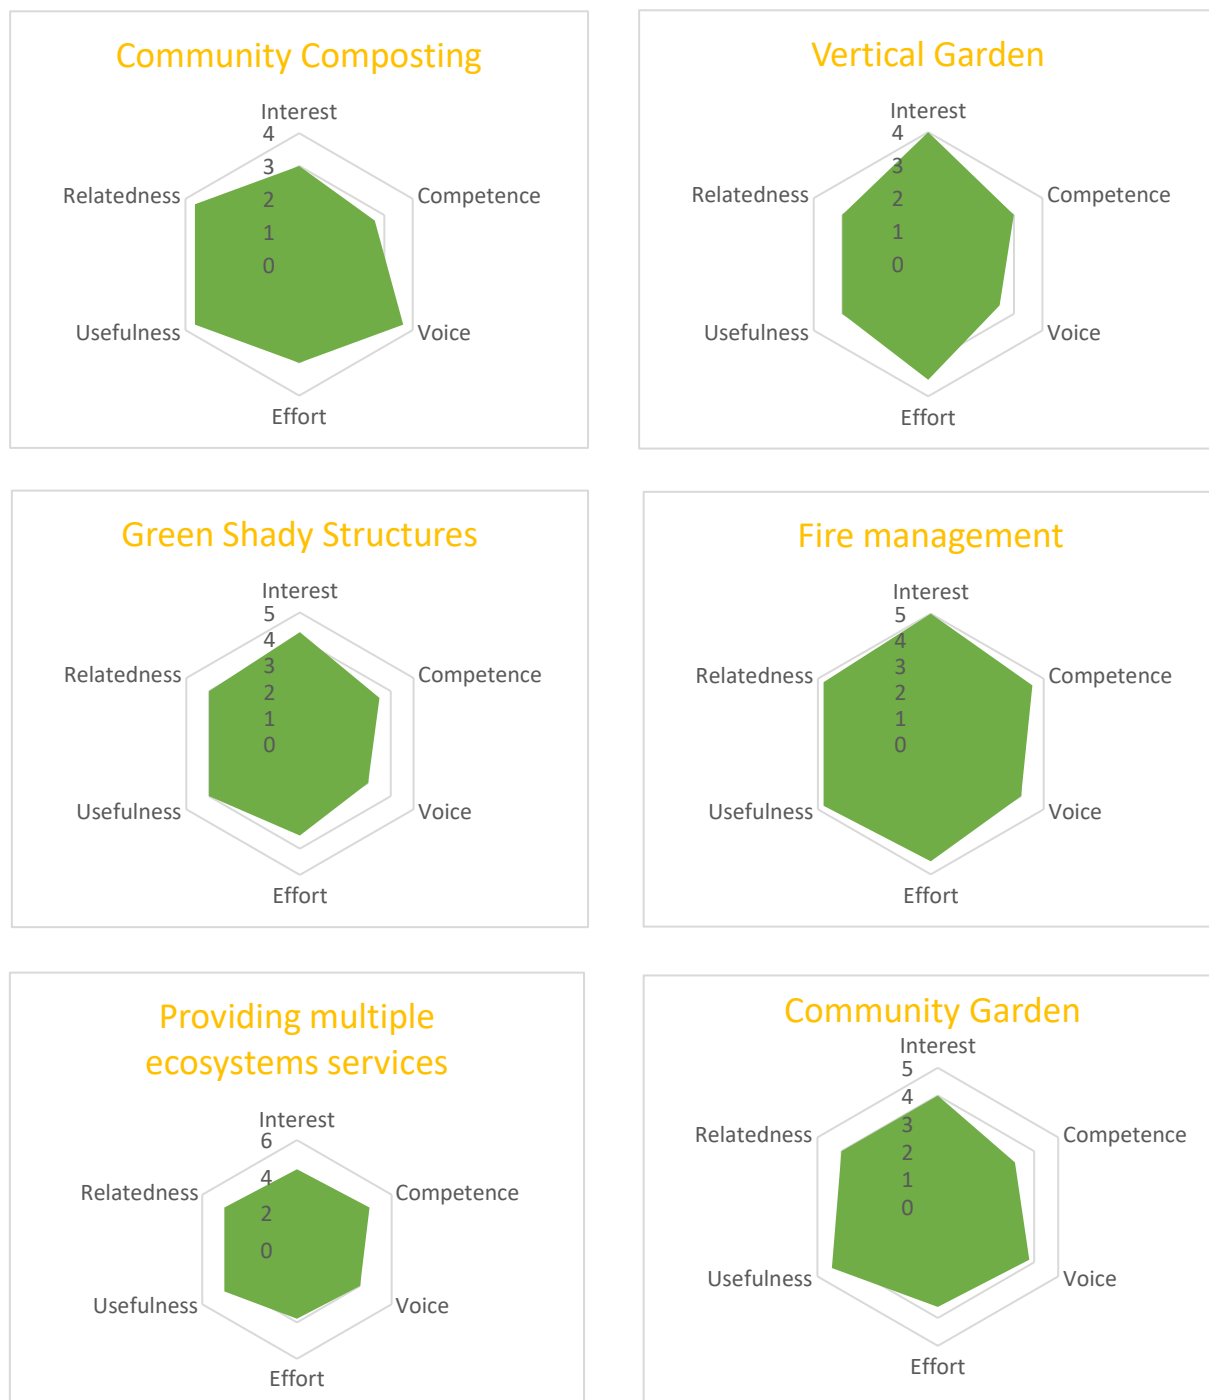 Community Composting
Interest
4
3
2
1
0
Relatedness
Competence
Usefulness
Voice
Effort
Vertical Garden
Interest
4
3
2
1
0
Relatedness
Competence
Usefulness
Voice
Effort
Green Shady Structures
Interest
5
4
3
2
1
0
Relatedness
Competence
Usefulness
Voice
Effort
Fire management
Interest
5
4
3
2
1
0
Relatedness
Competence
Usefulness
Voice
Effort
Providing multiple
ecosystems services
Interest
6
4
2
0
Relatedness
Competence
Usefulness
Voice
Effort
Community Garden
Interest
5
4
3
2
1
0
Relatedness
Competence
Usefulness
Voice
Effort